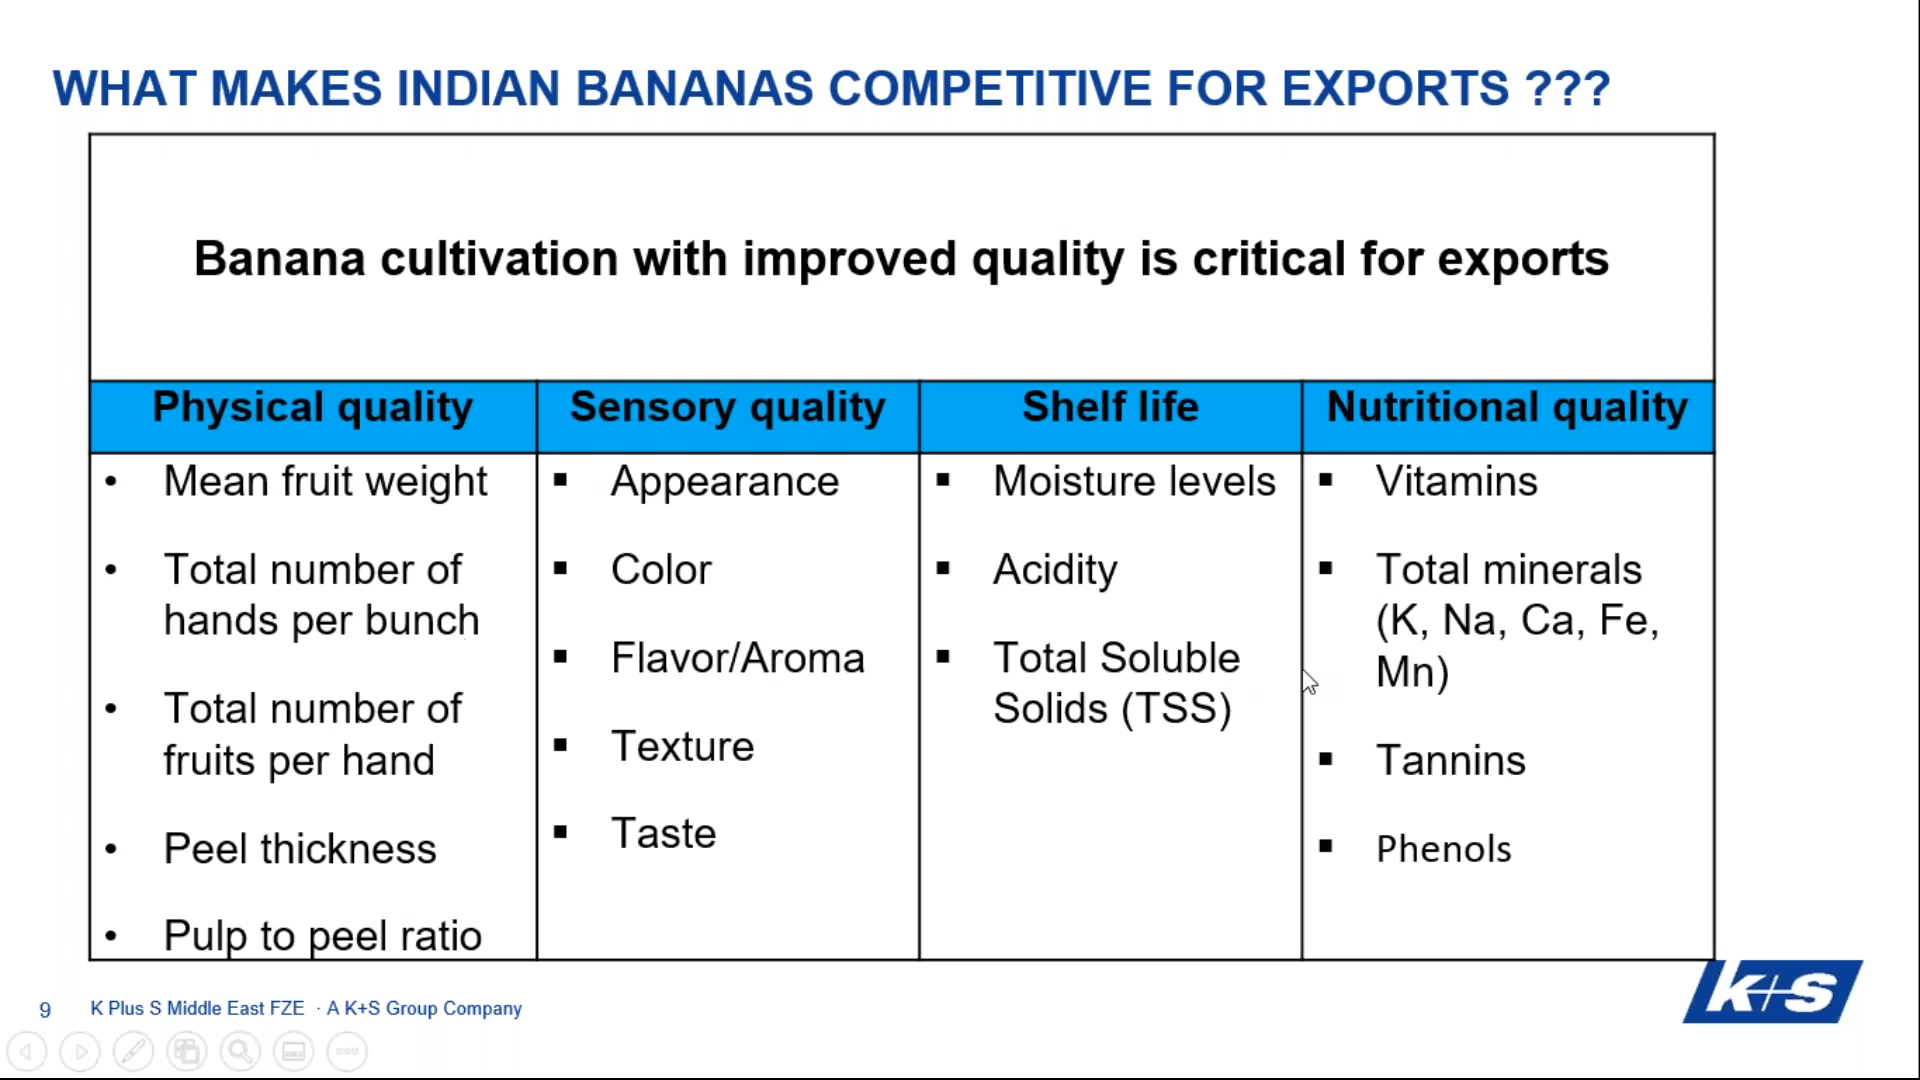 WHAT MAKES INDIAN BANANAS COMPETITIVE FOR EXPORTS ???
Banana cultivation with improved quality is critical for exports
Physical quality
• Mean fruit weight
• Total number of
hands per bunch
• Total number of
fruits per hand
• Peel thickness
• Pulp to peel ratio
Sensory quality
▪ Appearance
▪ Color
▪ Flavor/Aroma
▪ Texture
▪ Taste
Shelf life
▪ Moisture levels
▪ Acidity
▪ Total Soluble
Solids (TSS)
Nutritional quality
▪ Vitamins
▪ Total minerals
(K, Na, Ca, Fe,
Mn)
▪ Tannins
▪ Phenols
9 K Plus S Middle East FZE · A K+S Group Company
K+S